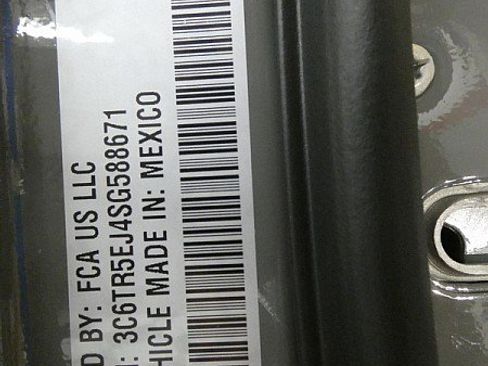 D BY: FCA US LLC
: 3C6TR5EJ4SG588671
HICLE MADE IN: MEXICO